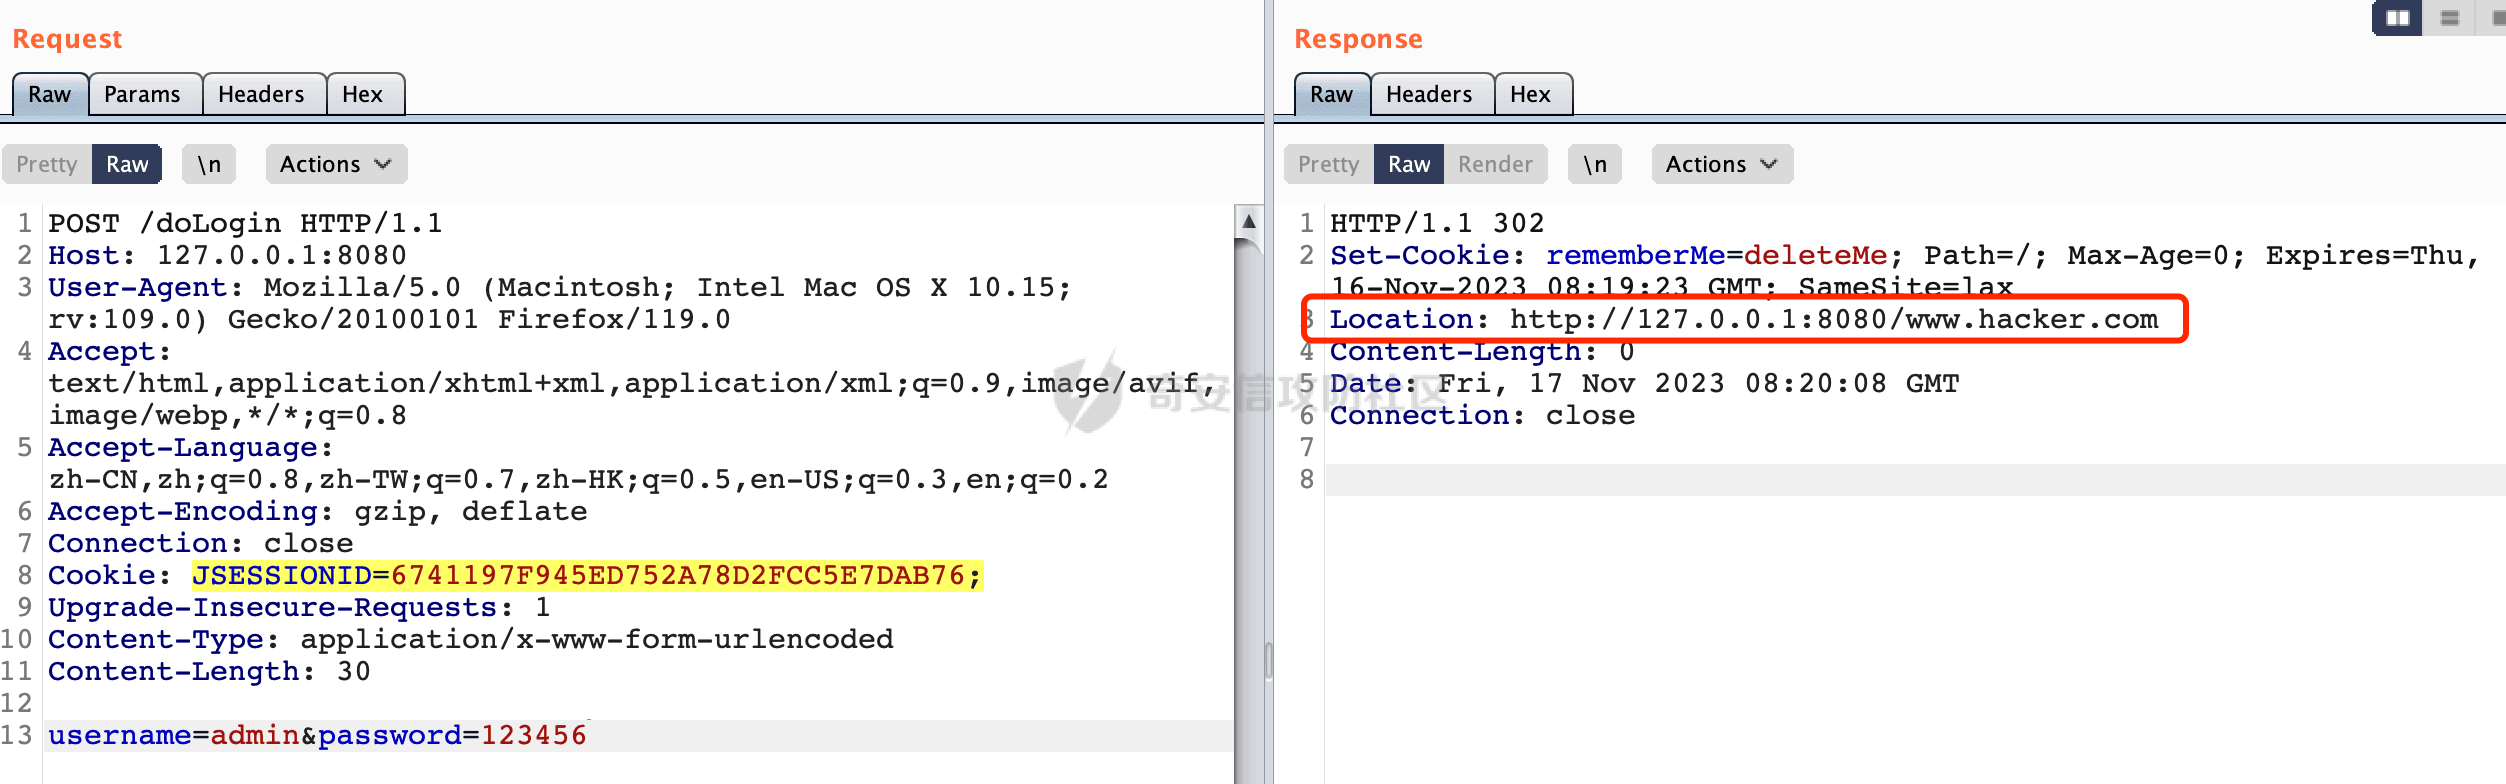 Request
Raw Params Headers Hex
Pretty Raw \n Actions
1 POST /doLogin HTTP/1.1
2 Host: 127.0.0.1:8080
3 User-Agent: Mozilla/5.0 (Macintosh; Intel Mac OS X 10.15;
rv:109.0) Gecko/20100101 Firefox/119.0
4 Accept:
text/html,application/xhtml+xml,application/xml;q=0.9,image/avif,
image/webp,*/*;q=0.8
5 Accept-Language:
zh-CN,zh;q=0.8,zh-TW;q=0.7,zh-HK;q=0.5,en-US;q=0.3,en;q=0.2
6 Accept-Encoding: gzip, deflate
7 Connection: close
8 Cookie: JSESSIONID=6741197F945ED752A78D2FCC5E7DAB76;
9 Upgrade-Insecure-Requests: 1
10 Content-Type: application/x-www-form-urlencoded
11 Content-Length: 30
12
13 username=admin&password=123456
Response
Raw Headers Hex
Pretty Raw Render \n Actions
1 HTTP/1.1 302
2 Set-Cookie: rememberMe=deleteMe; Path=/; Max-Age=0; Expires=Thu,
16-Nov-2023 08:19:23 GMT; SameSite=lax
3 Location: http://127.0.0.1:8080/www.hacker.com
4 Content-Length: 0
5 Date: Fri, 17 Nov 2023 08:20:08 GMT
6 Connection: close
7
8
奇安信攻防社区